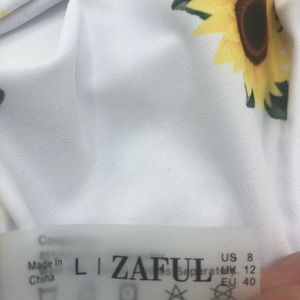 Made in
China
L | ZAFUL
US 8
UK 12
EU 40